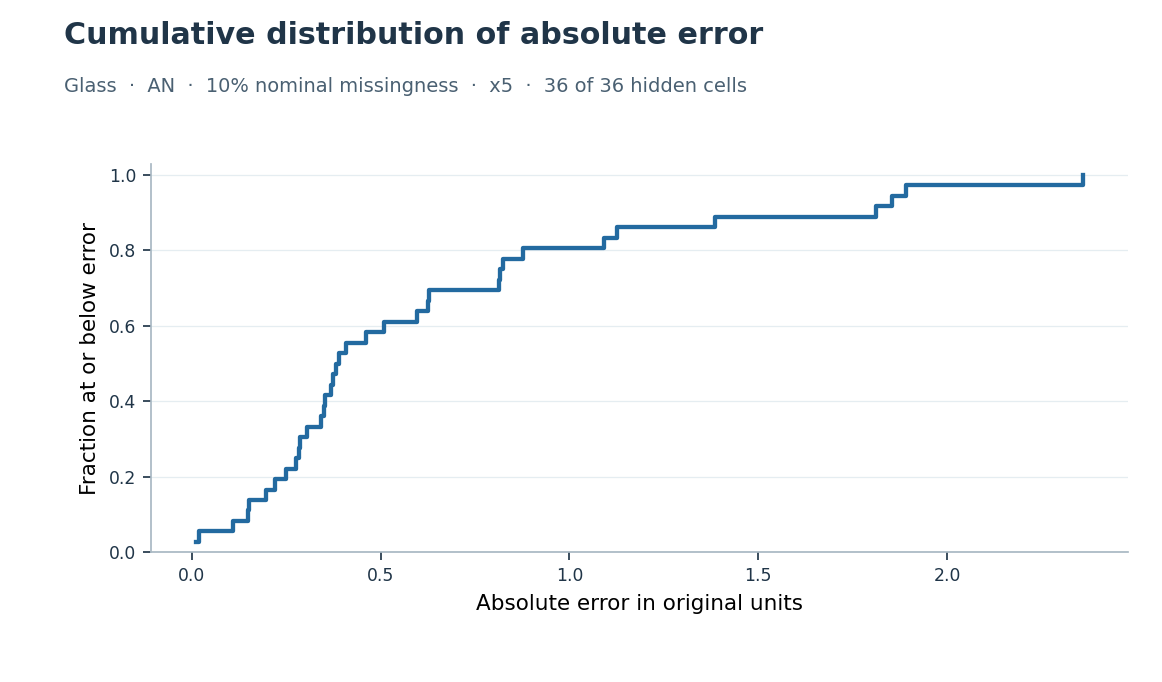 Cumulative distribution of absolute error
Glass · AN · 10% nominal missingness · x5 · 36 of 36 hidden cells
Fraction at or below error
1.0
0.8
0.6
0.4
0.2
0.0
0.0 0.5 1.0 1.5 2.0
Absolute error in original units